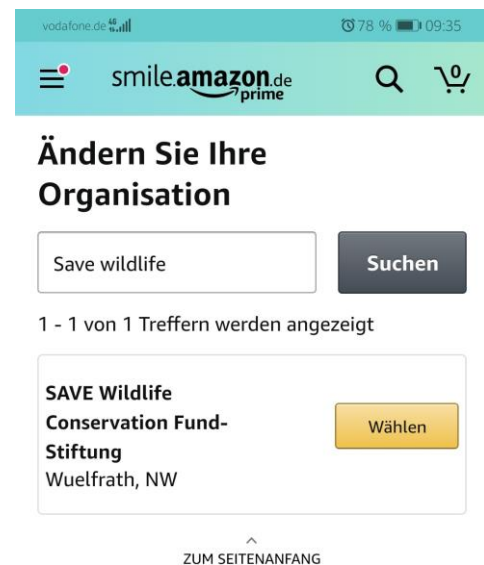 vodafone.de 46 78 % 09:35
smile.amazon.de
prime
0
Ändern Sie Ihre
Organisation
Save wildlife
Suchen
1 - 1 von 1 Treffern werden angezeigt
SAVE Wildlife
Conservation Fund-
Stiftung
Wuelfrath, NW
Wählen
ZUM SEITENANFANG